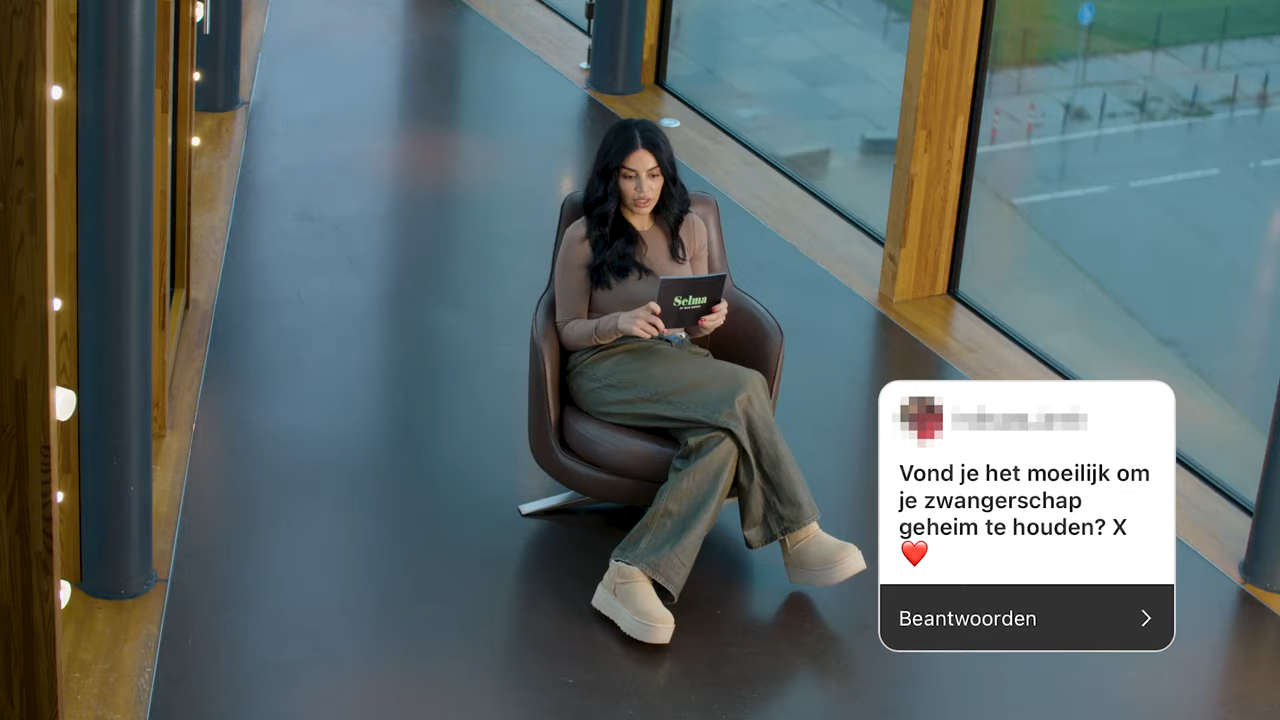 Selma
Vond je het moeilijk om
je zwangerschap
geheim te houden? X
Beantwoorden